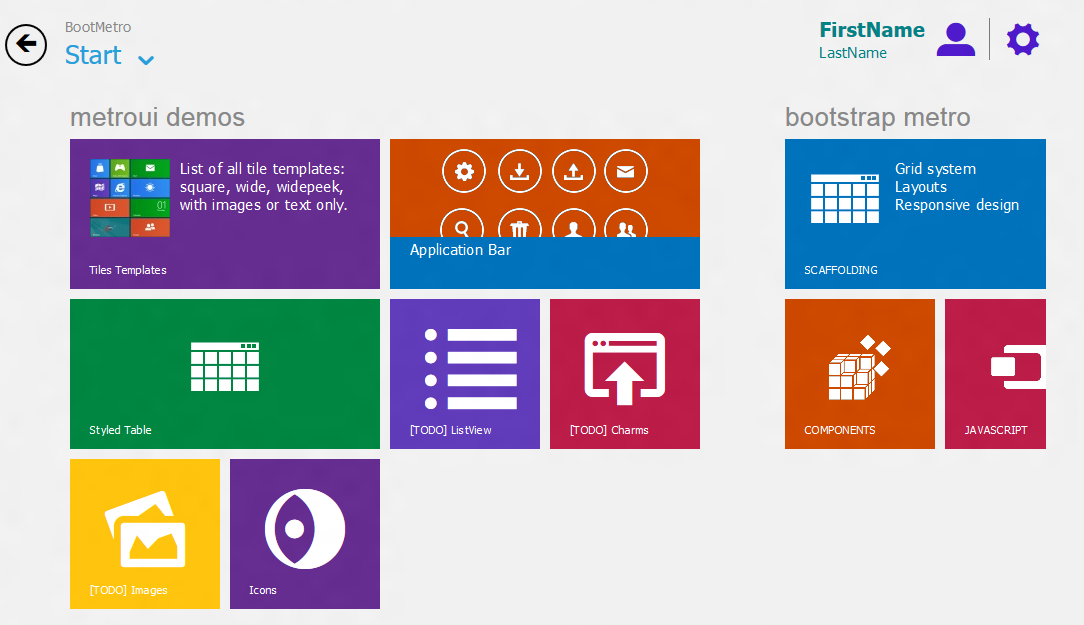 BootMetro
Start
FirstName
LastName
metroui demos
List of all tile templates:
square, wide, widepeek,
with images or text only.
Tiles Templates
Application Bar
Styled Table
[TODO] ListView
[TODO] Charms
[TODO] Images
Icons
bootstrap metro
Grid system
Layouts
Responsive design
SCAFFOLDING
COMPONENTS
JAVASCRIPT